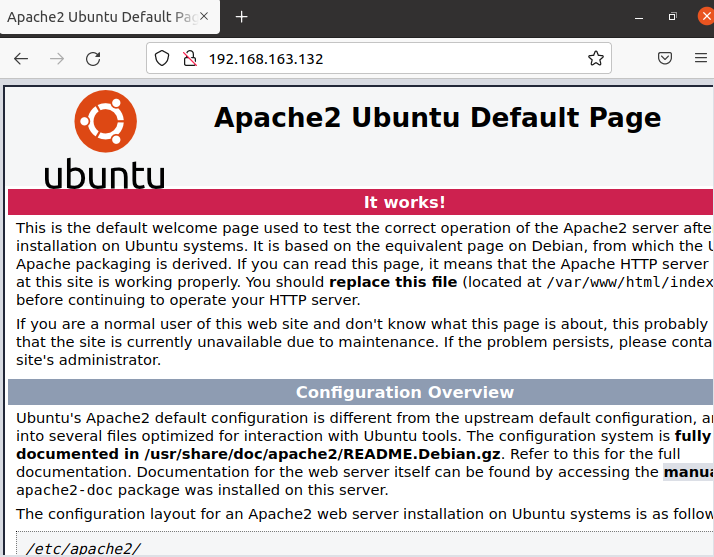 Apache2 Ubuntu Default Pag
192.168.163.132
ubuntu
Apache2 Ubuntu Default Page
It works!
This is the default welcome page used to test the correct operation of the Apache2 server afte
installation on Ubuntu systems. It is based on the equivalent page on Debian, from which the U
Apache packaging is derived. If you can read this page, it means that the Apache HTTP server
at this site is working properly. You should replace this file (located at /var/www/html/index
before continuing to operate your HTTP server.
If you are a normal user of this web site and don't know what this page is about, this probably
that the site is currently unavailable due to maintenance. If the problem persists, please conta
site's administrator.
Configuration Overview
Ubuntu's Apache2 default configuration is different from the upstream default configuration, a
into several files optimized for interaction with Ubuntu tools. The configuration system is fully
documented in /usr/share/doc/apache2/README.Debian.gz. Refer to this for the full
documentation. Documentation for the web server itself can be found by accessing the manua
apache2-doc package was installed on this server.
The configuration layout for an Apache2 web server installation on Ubuntu systems is as follow
/etc/apache2/